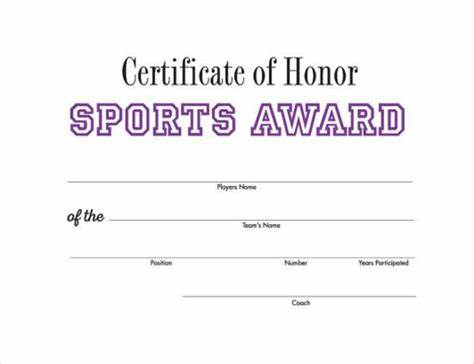 Certificate of Honor
SPORTS AWARD
Players Name
of the
Team's Name
Position Number Years Participated
Coach